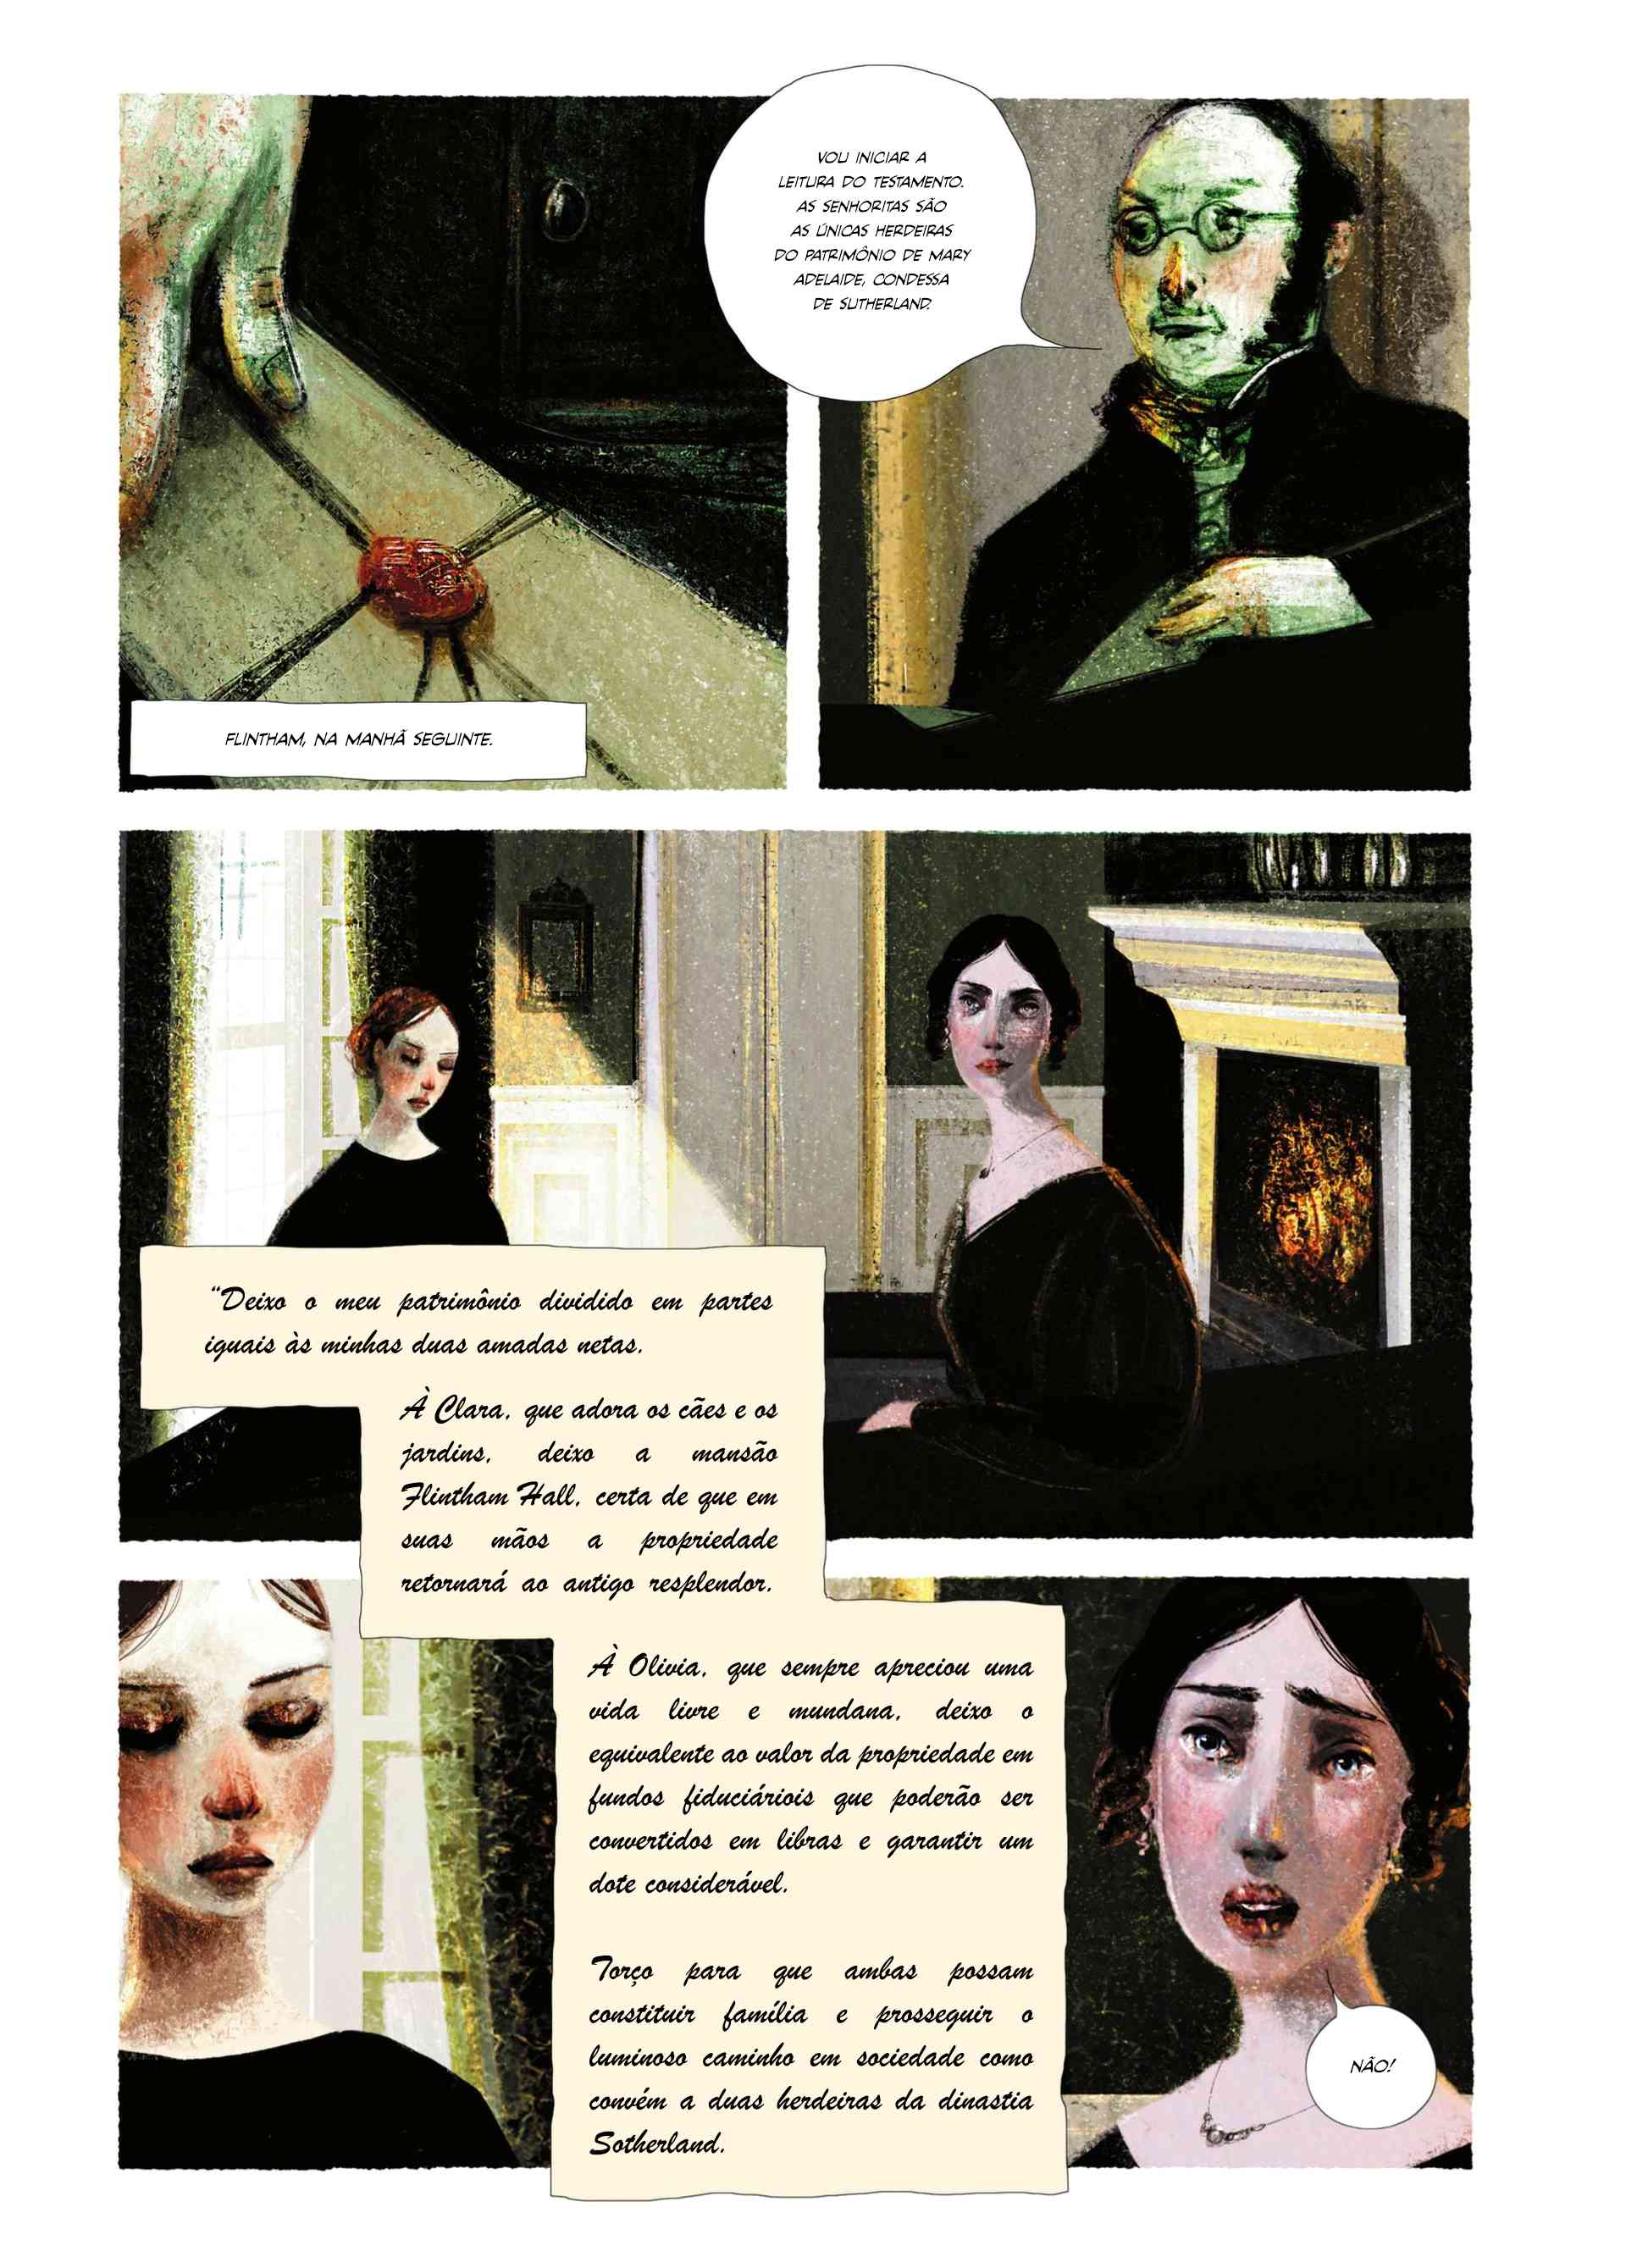 VOU INICIAR A
LEITURA DO TESTAMENTO.
AS SENHORITAS SÃO
AS ÚNICAS HERDEIRAS
DO PATRIMÔNIO DE MARY
ADELAIDE, CONDESSA
DE SUTHERLAND.
FLINTHAM, NA MANHÃ SEGUINTE.
“Deixo o meu patrimônio dividido em partes
iguais às minhas duas amadas netas.
À Clara, que adora os cães e os
jardins, deixo a mansão
Flintham Hall, certa de que em
suas mãos a propriedade
retornará ao antigo resplendor.
À Olivia, que sempre apreciou uma
vida livre e mundana, deixo o
equivalente ao valor da propriedade em
fundos fiduciáriois que poderão ser
convertidos em libras e garantir um
dote considerável.
Torço para que ambas possam
constituir família e prosseguir o
luminoso caminho em sociedade como
convém a duas herdeiras da dinastia
Sotherland.
NÃO!